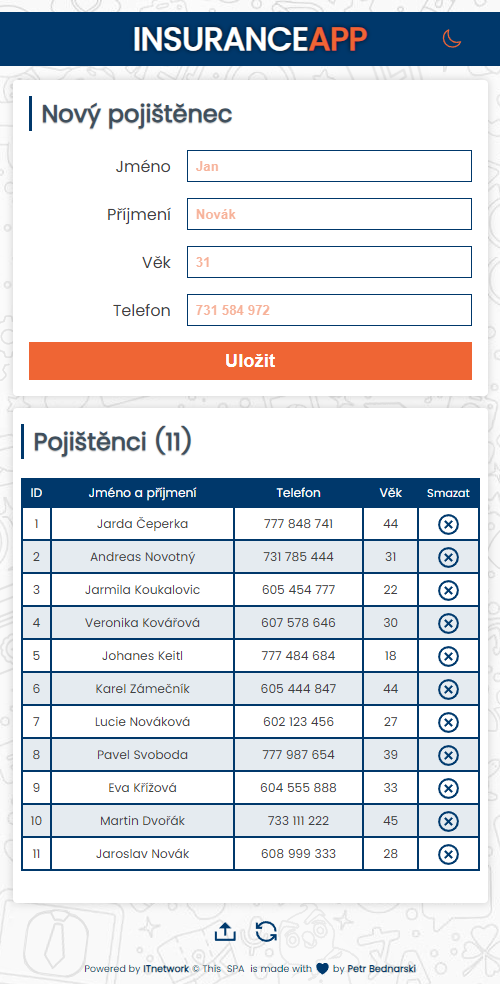 INSURANCEAPP
Nový pojištěnec
Jméno Jan
Příjmení Novák
Věk 31
Telefon 731 584 972
Uložit
Pojištěnci (11)
ID Jméno a příjmení Telefon Věk Smazat
1 Jarda Čeperka 777 848 741 44
2 Andreas Novotný 731 785 444 31
3 Jarmila Koukalovic 605 454 777 22
4 Veronika Kovářová 607 578 646 30
5 Johanes Keitl 777 484 684 18
6 Karel Zámečník 605 444 847 44
7 Lucie Nováková 602 123 456 27
8 Pavel Svoboda 777 987 654 39
9 Eva Křížová 604 555 888 33
10 Martin Dvořák 733 111 222 45
11 Jaroslav Novák 608 999 333 28
Powered by ITnetwork © This SPA is made with by Petr Bednarski